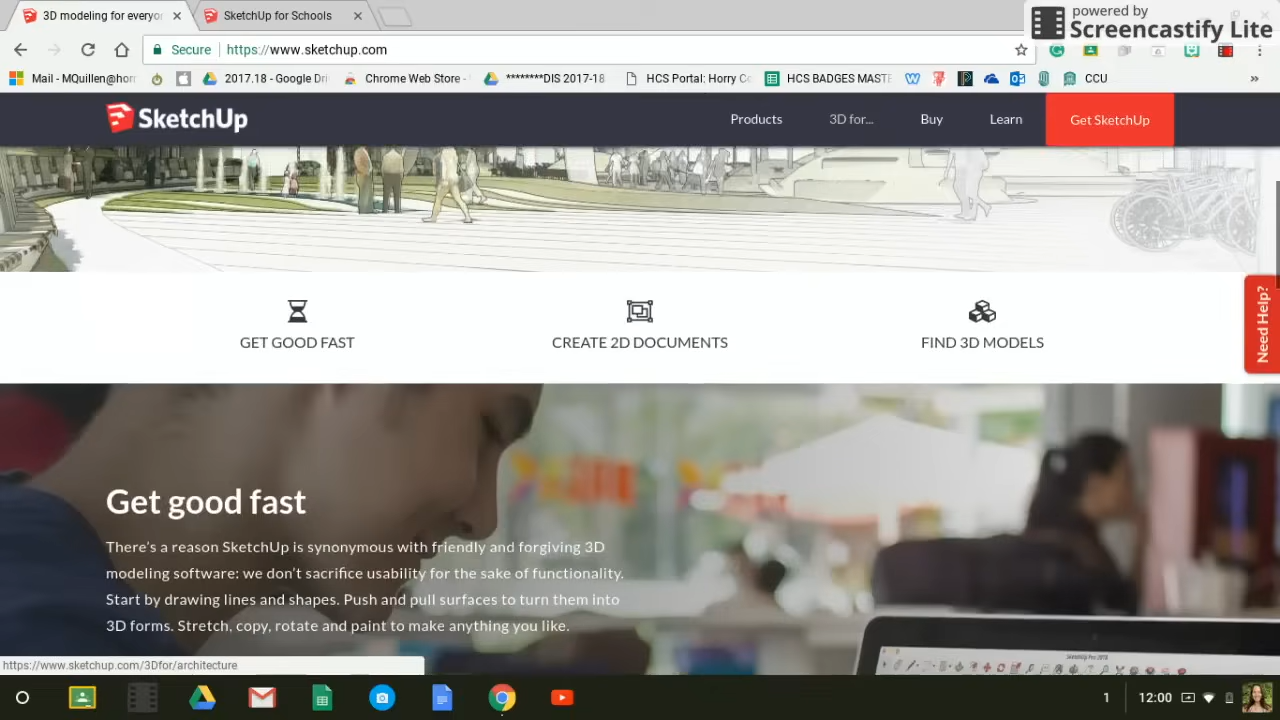 3D modeling for everyor
SketchUp for Schools
powered by
Screencastify Lite
Secure
https://www.sketchup.com
Mail - MQuillen@hor
2017.18 - Google Dri
Chrome Web Store -
********DIS 2017-18
HCS Portal: Horry Co
HCS BADGES MASTE
CCU
SketchUp
Products
3D for...
Buy
Learn
Get SketchUp
Need Help?
GET GOOD FAST
CREATE 2D DOCUMENTS
FIND 3D MODELS
Get good fast
There's a reason SketchUp is synonymous with friendly and forgiving 3D
modeling software: we don't sacrifice usability for the sake of functionality.
Start by drawing lines and shapes. Push and pull surfaces to turn them into
3D forms. Stretch, copy, rotate and paint to make anything you like.
https://www.sketchup.com/3Dfor/architecture
1
12:00